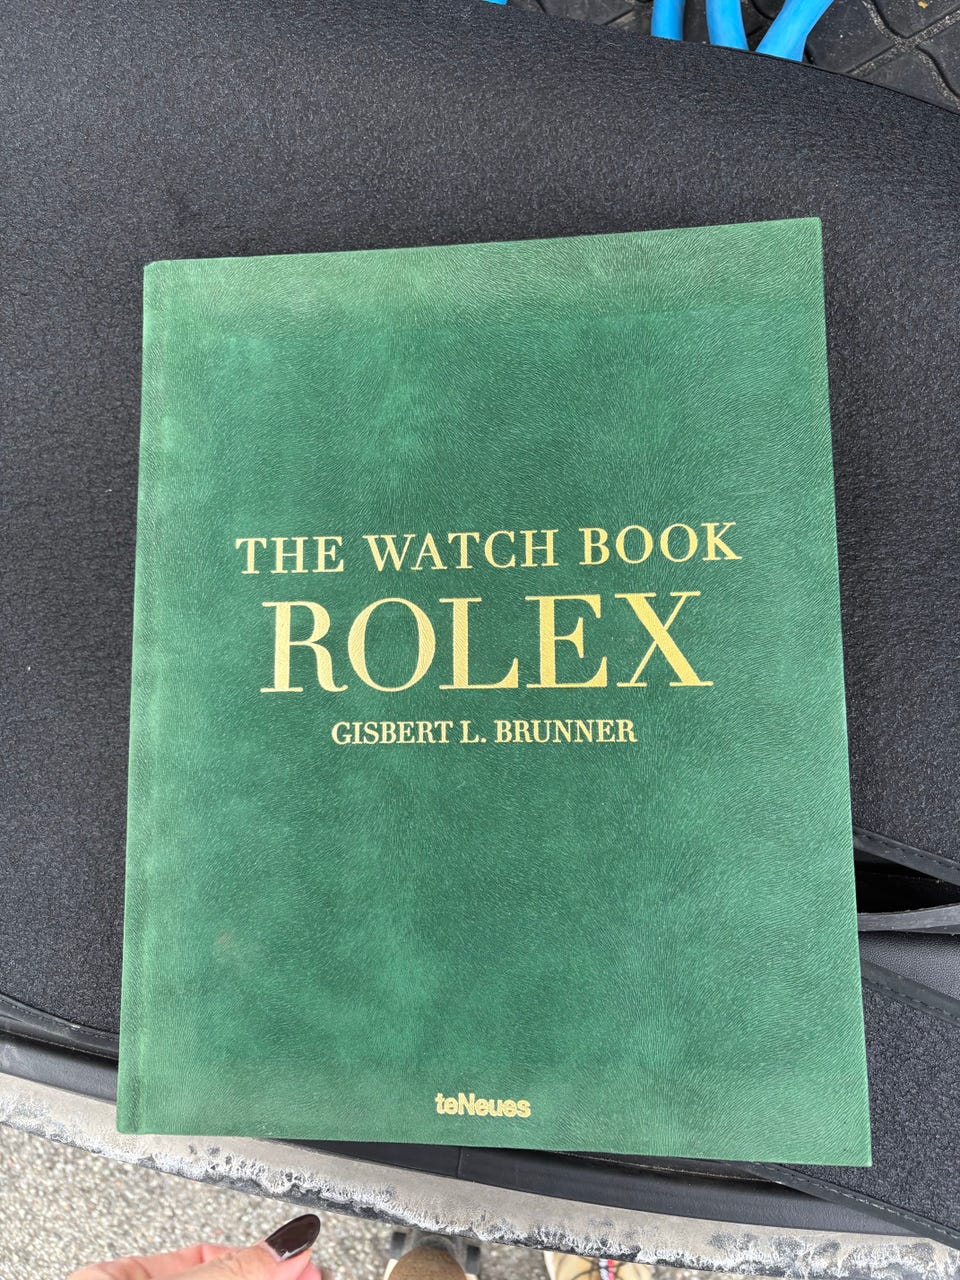 THE WATCH BOOK
ROLEX
GISBERT L. BRUNNER
teNeues